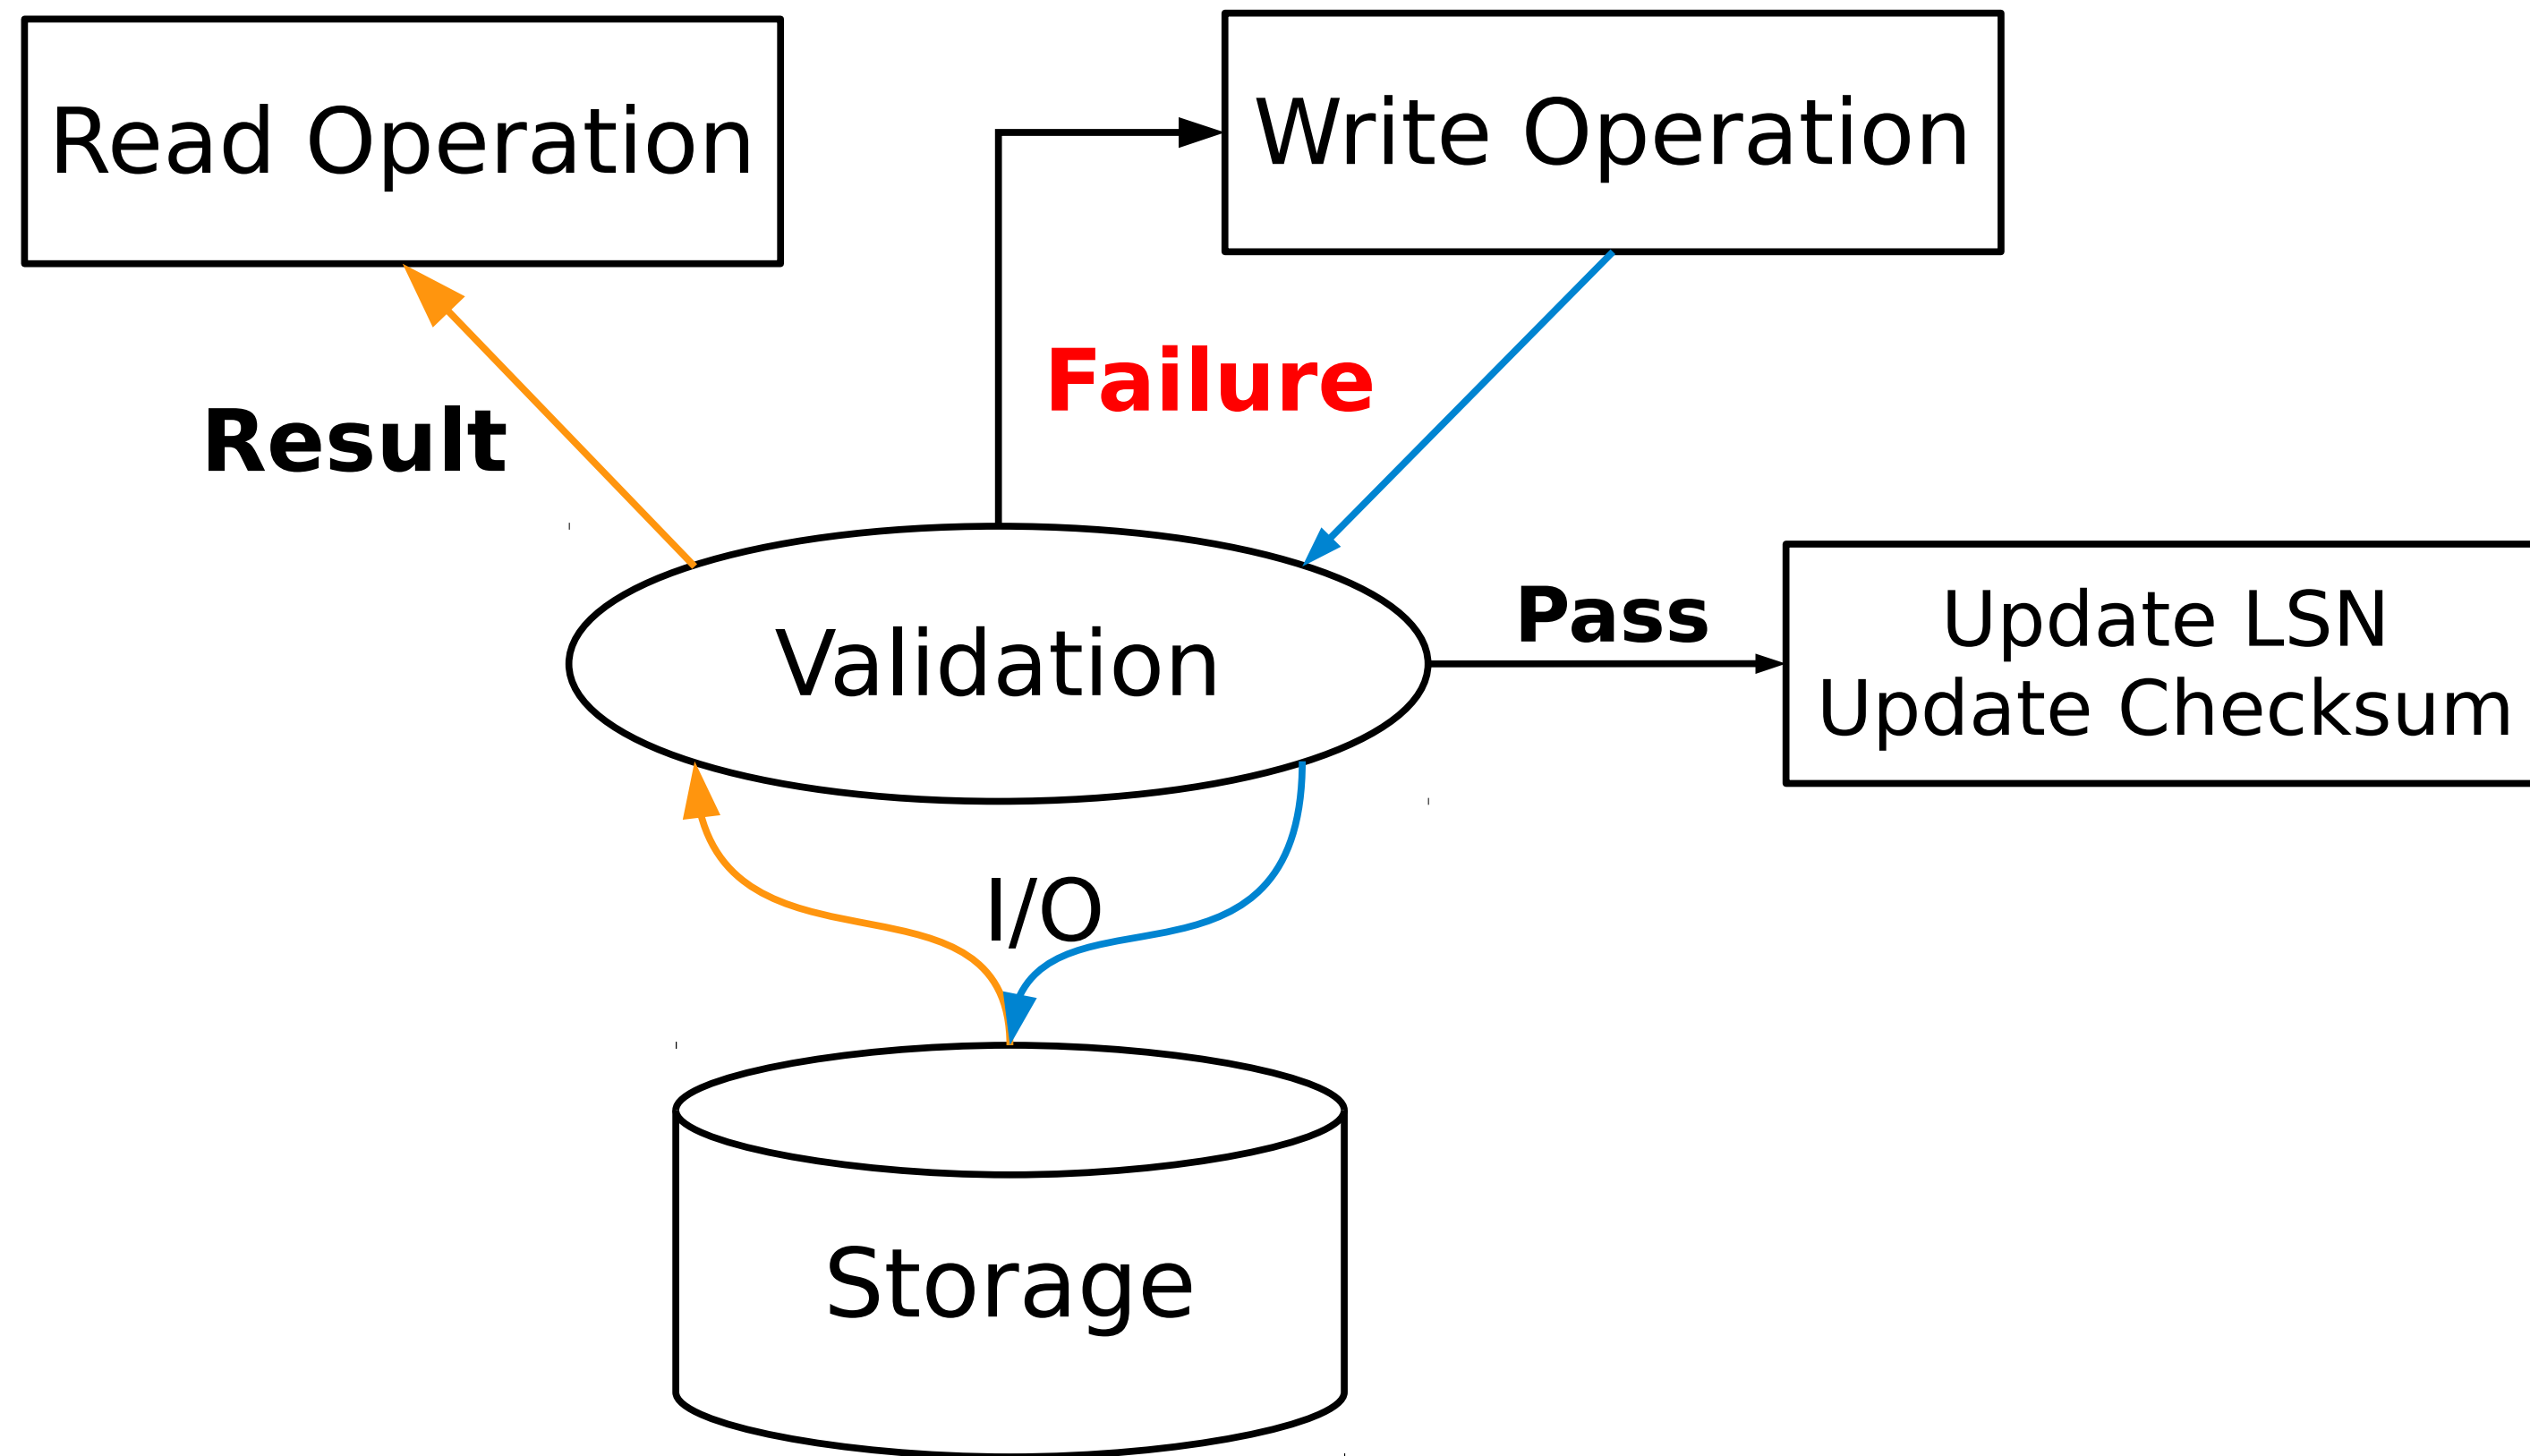 Read Operation
Write Operation
Failure
Result
Pass
Update LSN
Update Checksum
Validation
I/O
Storage